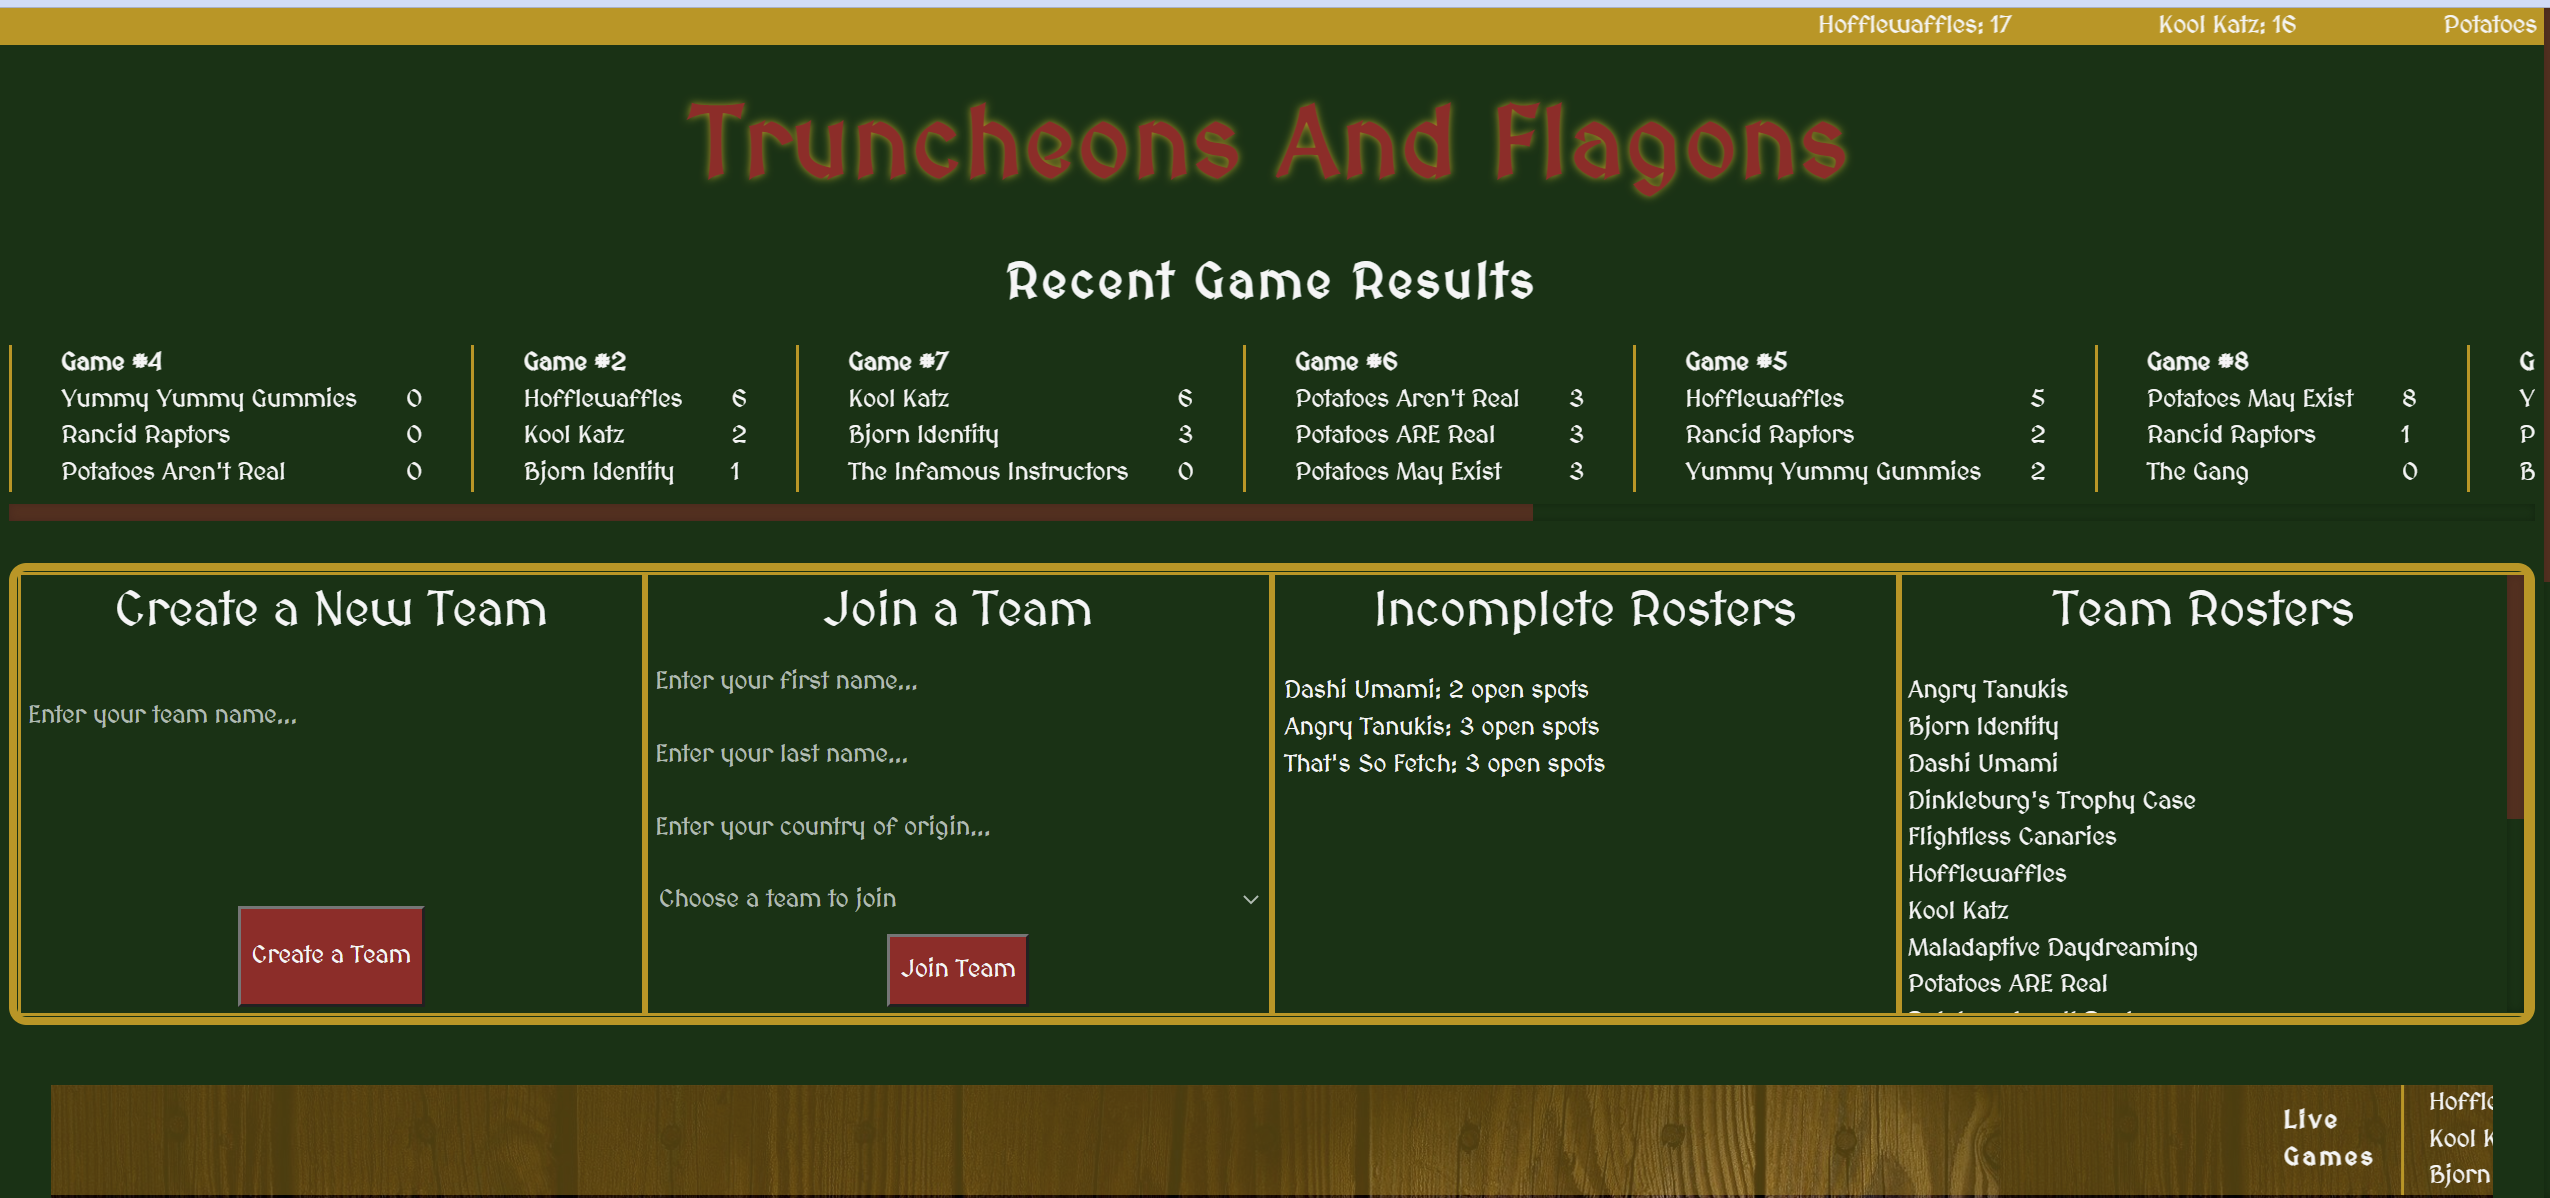 Hofflewaffles: 17 Kool Katz: 16 Potatoes
Truncheons And Flagons
Recent Game Results
Game #4
Yummy Yummy Gummies 0
Rancid Raptors 0
Potatoes Aren't Real 0
Game #2
Hofflewaffles 6
Kool Katz 2
Bjorn Identity 1
Game #7
Kool Katz 6
Bjorn Identity 3
The Infamous Instructors 0
Game #6
Potatoes Aren't Real 3
Potatoes ARE Real 3
Potatoes May Exist 3
Game #5
Hofflewaffles 5
Rancid Raptors 2
Yummy Yummy Gummies 2
Game #8
Potatoes May Exist 8
Rancid Raptors 1
The Gang 0
G
Y
P
B
Create a New Team
Enter your team name...
Create a Team
Join a Team
Enter your first name...
Enter your last name...
Enter your country of origin...
Choose a team to join
Join Team
Incomplete Rosters
Dashi Umami: 2 open spots
Angry Tanukis: 3 open spots
That's So Fetch: 3 open spots
Team Rosters
Angry Tanukis
Bjorn Identity
Dashi Umami
Dinkleburg's Trophy Case
Flightless Canaries
Hofflewaffles
Kool Katz
Maladaptive Daydreaming
Potatoes ARE Real
Live
Games
Hoffle
Kool K
Bjorn